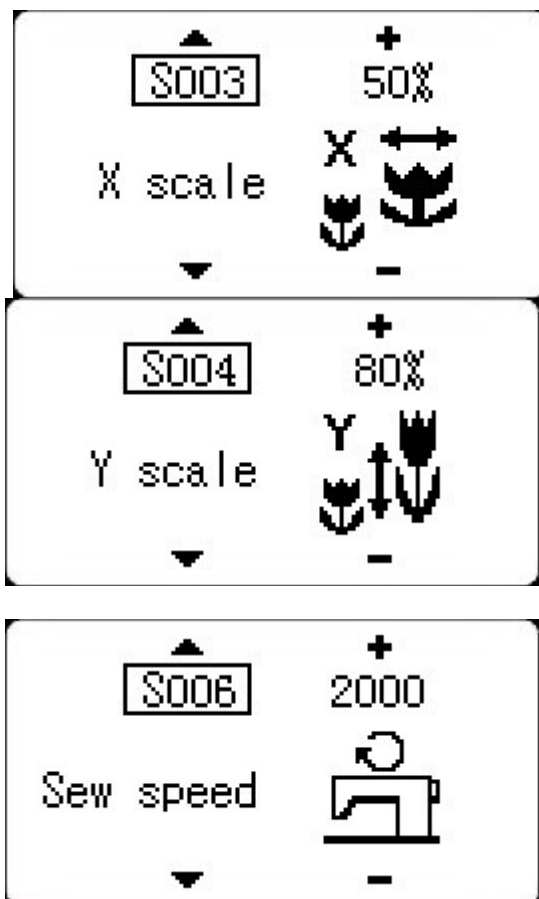 S003 50%
X
X scale
S004 80%
Y
Y scale
S006 2000
Sew speed